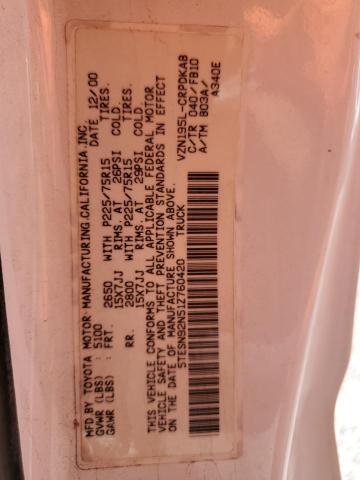 MFD BY TOYOTA MOTOR MANUFACTURING.CALIFORNIA.INC.
GVWR (LBS) : 5100 DATE 12/00
GAWR (LBS) : FRT. 2650 WITH P225/75R15 TIRES.
15X7JJ RIMS. AT 26PSI COLD.
RR. 2800 WITH P225/75R15 TIRES.
15X7JJ RIMS. AT 29PSI COLD.
THIS VEHICLE CONFORMS TO ALL APPLICABLE FEDERAL MOTOR
VEHICLE SAFETY AND THEFT PREVENTION STANDARDS IN EFFECT
ON THE DATE OF MANUFACTURE SHOWN ABOVE.
5TESN92N51Z760420 TRUCK
VZN195L-CRPDKAB
C/TR 040/FB10
A/TM B03A/
A340E